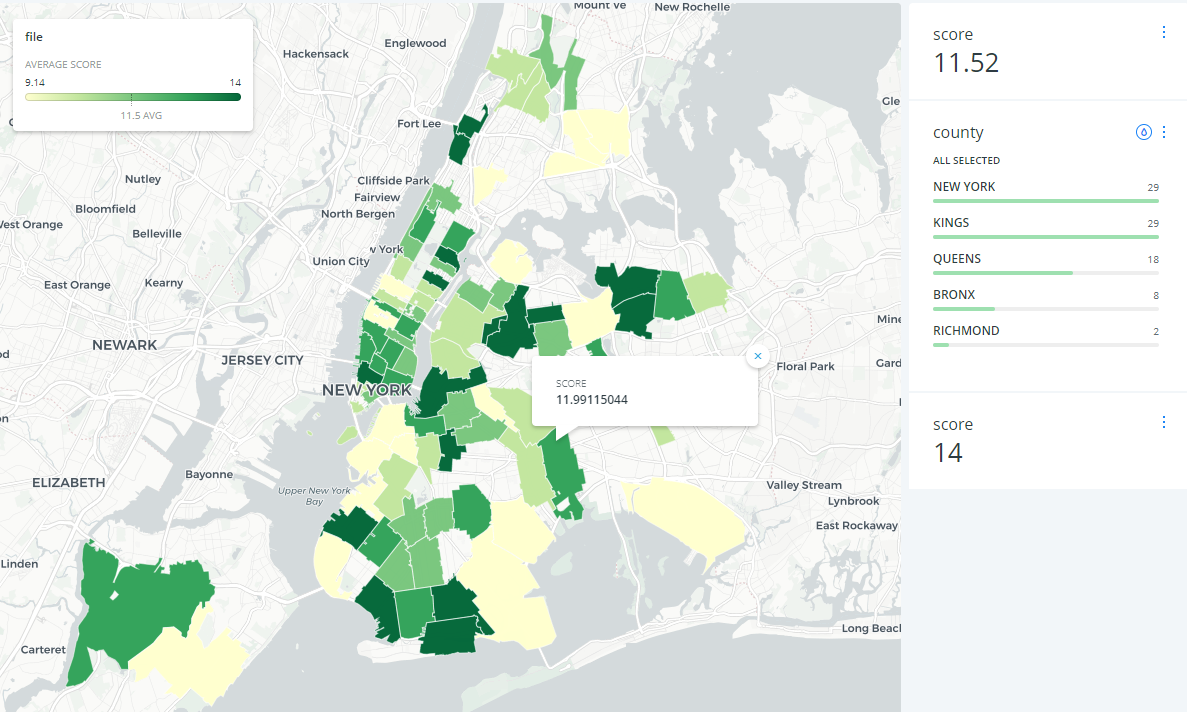 file
AVERAGE SCORE
9.14 14
11.5 AVG
Mount Ve
New Rochelle
Englewood
Hackensack
Gle
Fort Lee
Nutley
Cliffside Park
Fairview
Bloomfield
North Bergen
Vest Orange
Belleville
w York
Union City
East Orange
Kearny
Mine
NEWARK
JERSEY CITY
Floral Park
Gard
NEW YORK
Bayonne
ELIZABETH
Upper New York
Bay
Valley Stream
Lynbrook
East Rockaway
Linden
Long Beach
Carteret
SCORE
11.99115044
score
11.52
county
ALL SELECTED
NEW YORK 29
KINGS 29
QUEENS 18
BRONX 8
RICHMOND 2
score
14